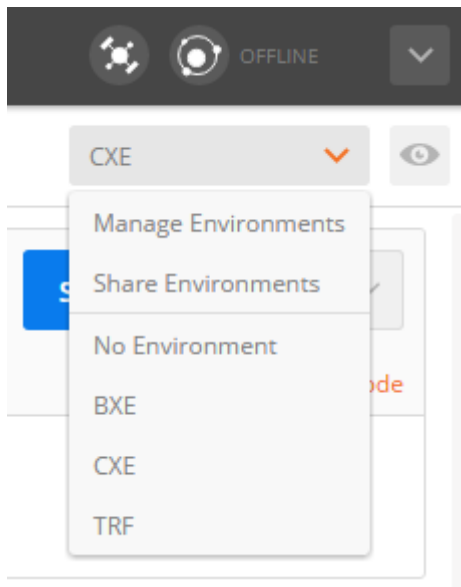 OFFLINE
CXE
Manage Environments
Share Environments
No Environment
BXE
CXE
TRF